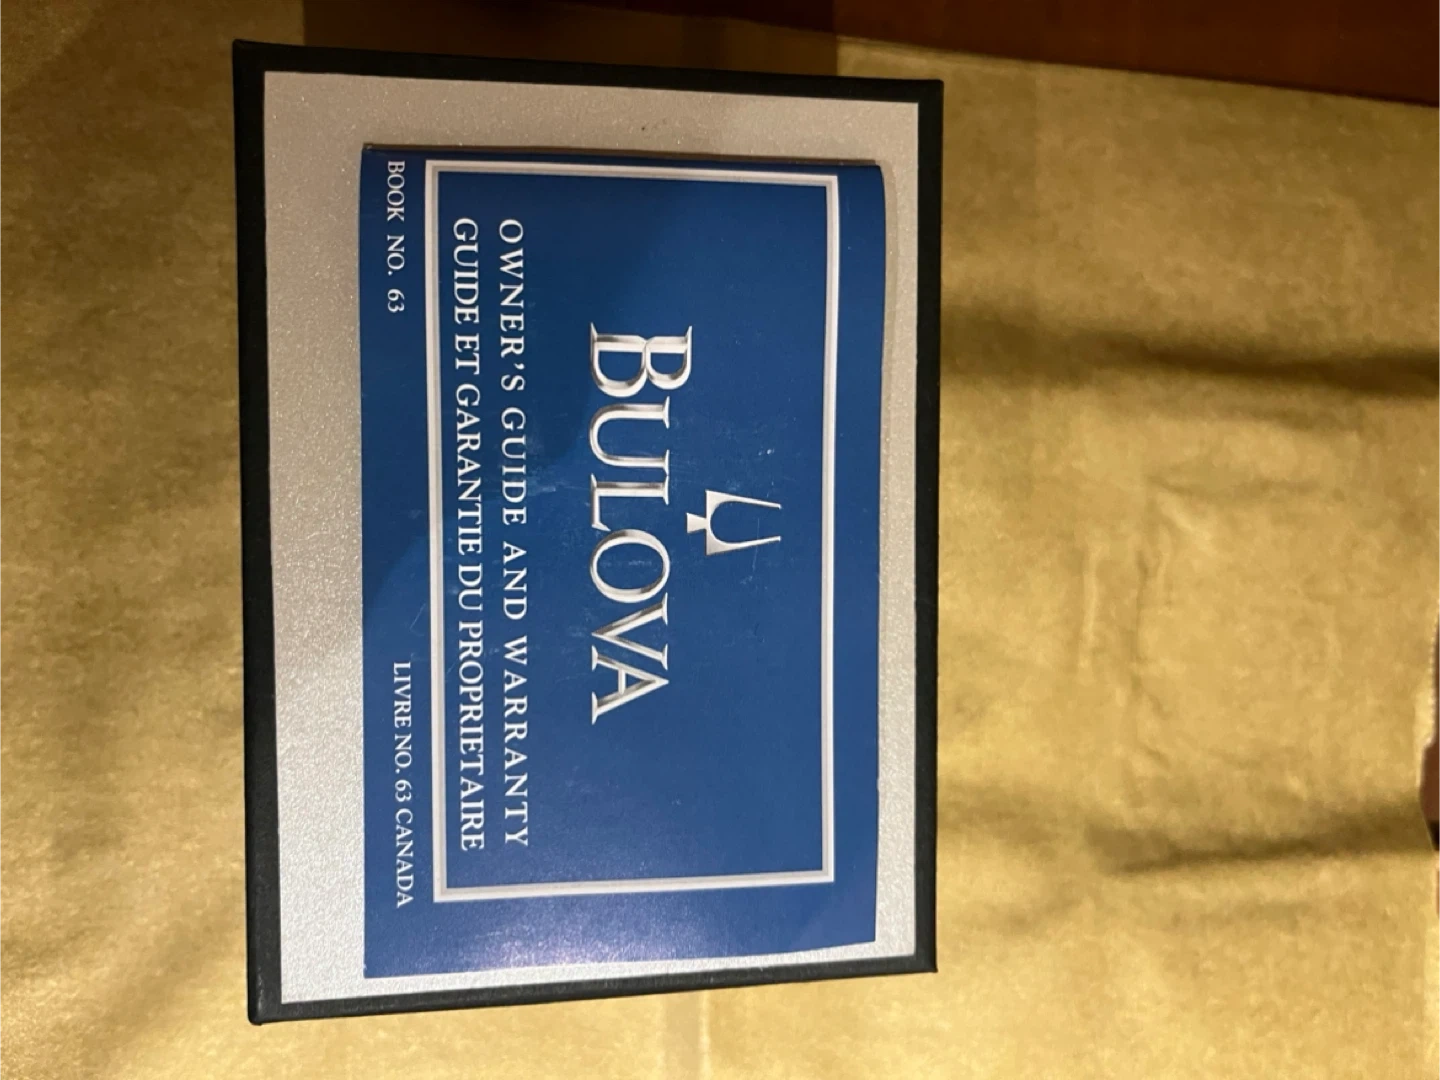 BULOVA
OWNER'S GUIDE AND WARRANTY
GUIDE ET GARANTIE DU PROPRIETAIRE
BOOK NO. 63
LIVRE NO. 63 CANADA